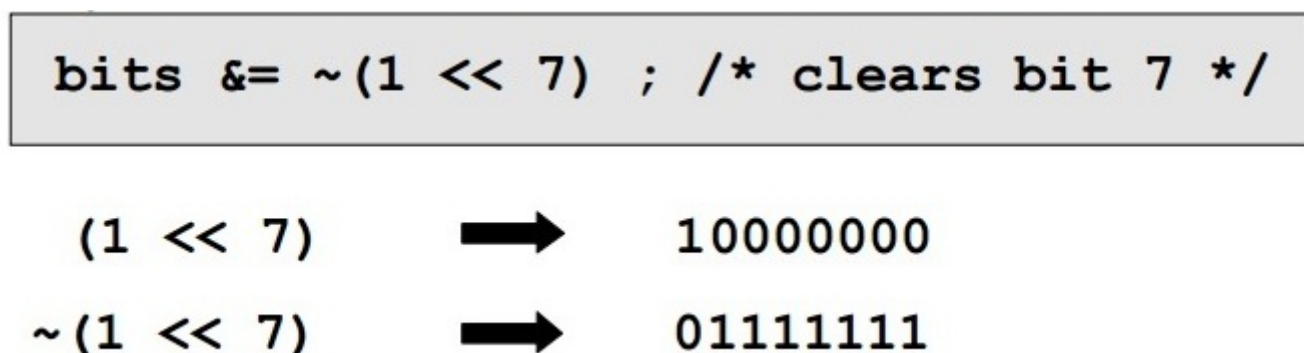 bits &= ~(1 << 7) ; /* clears bit 7 */
(1 << 7) 10000000
~(1 << 7) 01111111